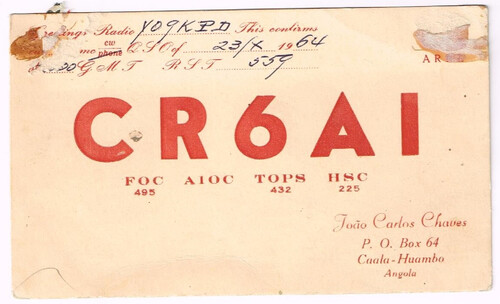 Radio YO9KPD This confirms
my cw phone QSO of 23/X 1964
GMT RST 559
AR
CR6AI
FOC AIOC TOPS HSC
495 432 225
João Carlos Chaves
P. O. Box 64
Caala-Huambo
Angola